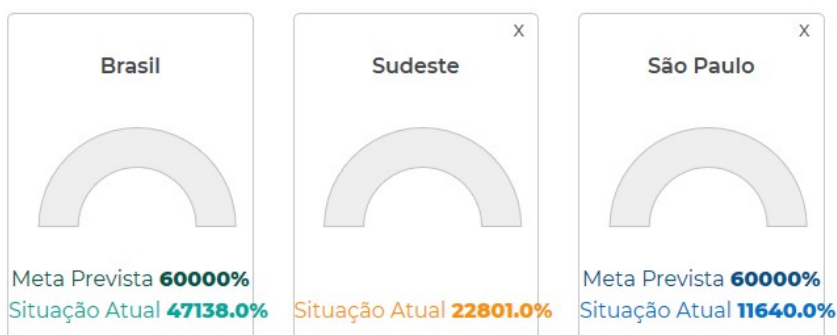 Brasil
Meta Prevista 60000%
Situação Atual 47138.0%
X
Sudeste
Situação Atual 22801.0%
X
São Paulo
Meta Prevista 60000%
Situação Atual 11640.0%